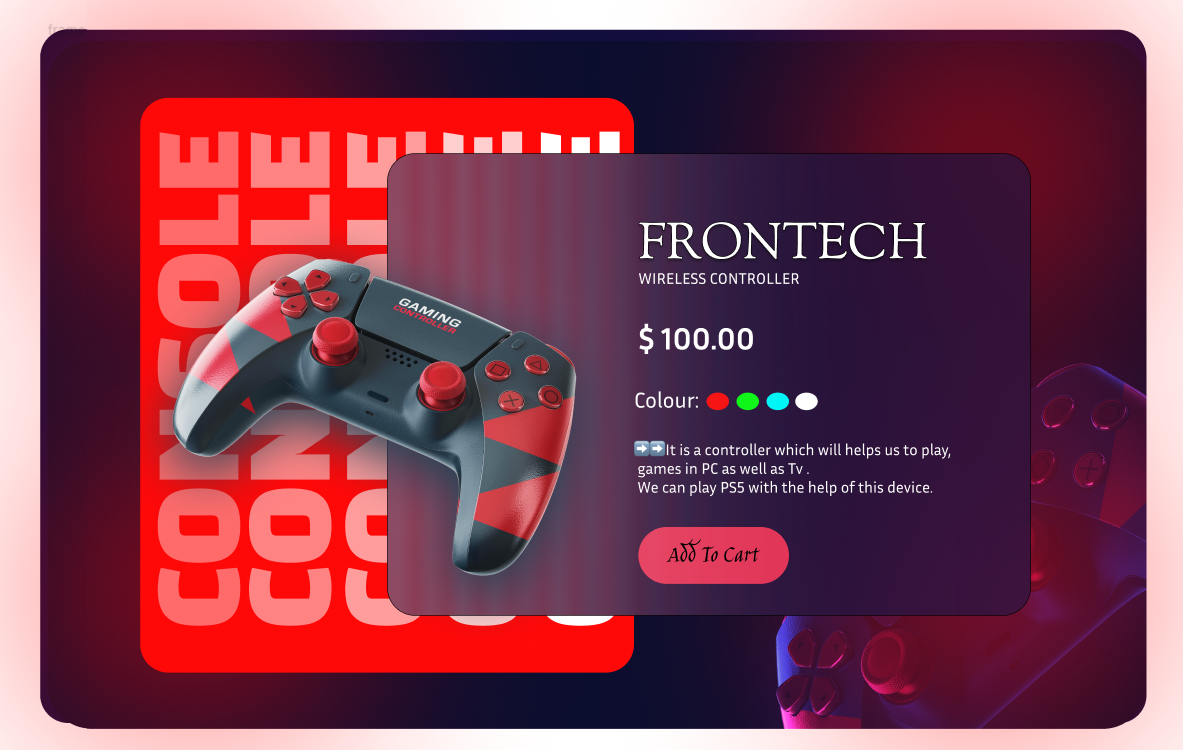 frame
CONSOLE
CONSOLE
CONSOLE
GAMING
CONTROLLER
FRONTECH
WIRELESS CONTROLLER
$ 100.00
Colour:
➡️➡️It is a controller which will helps us to play,
games in PC as well as Tv .
We can play PS5 with the help of this device.
Add To Cart